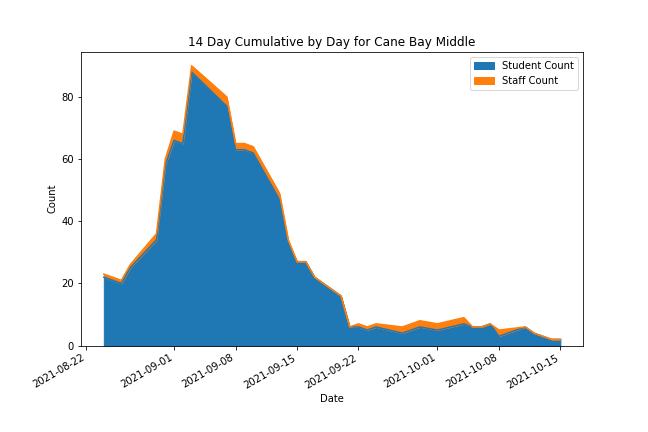 14 Day Cumulative by Day for Cane Bay Middle
Student Count
Staff Count
80
60
40
20
0
Count
2021-08-22
2021-09-01
2021-09-08
2021-09-15
2021-09-22
2021-10-01
2021-10-08
2021-10-15
Date